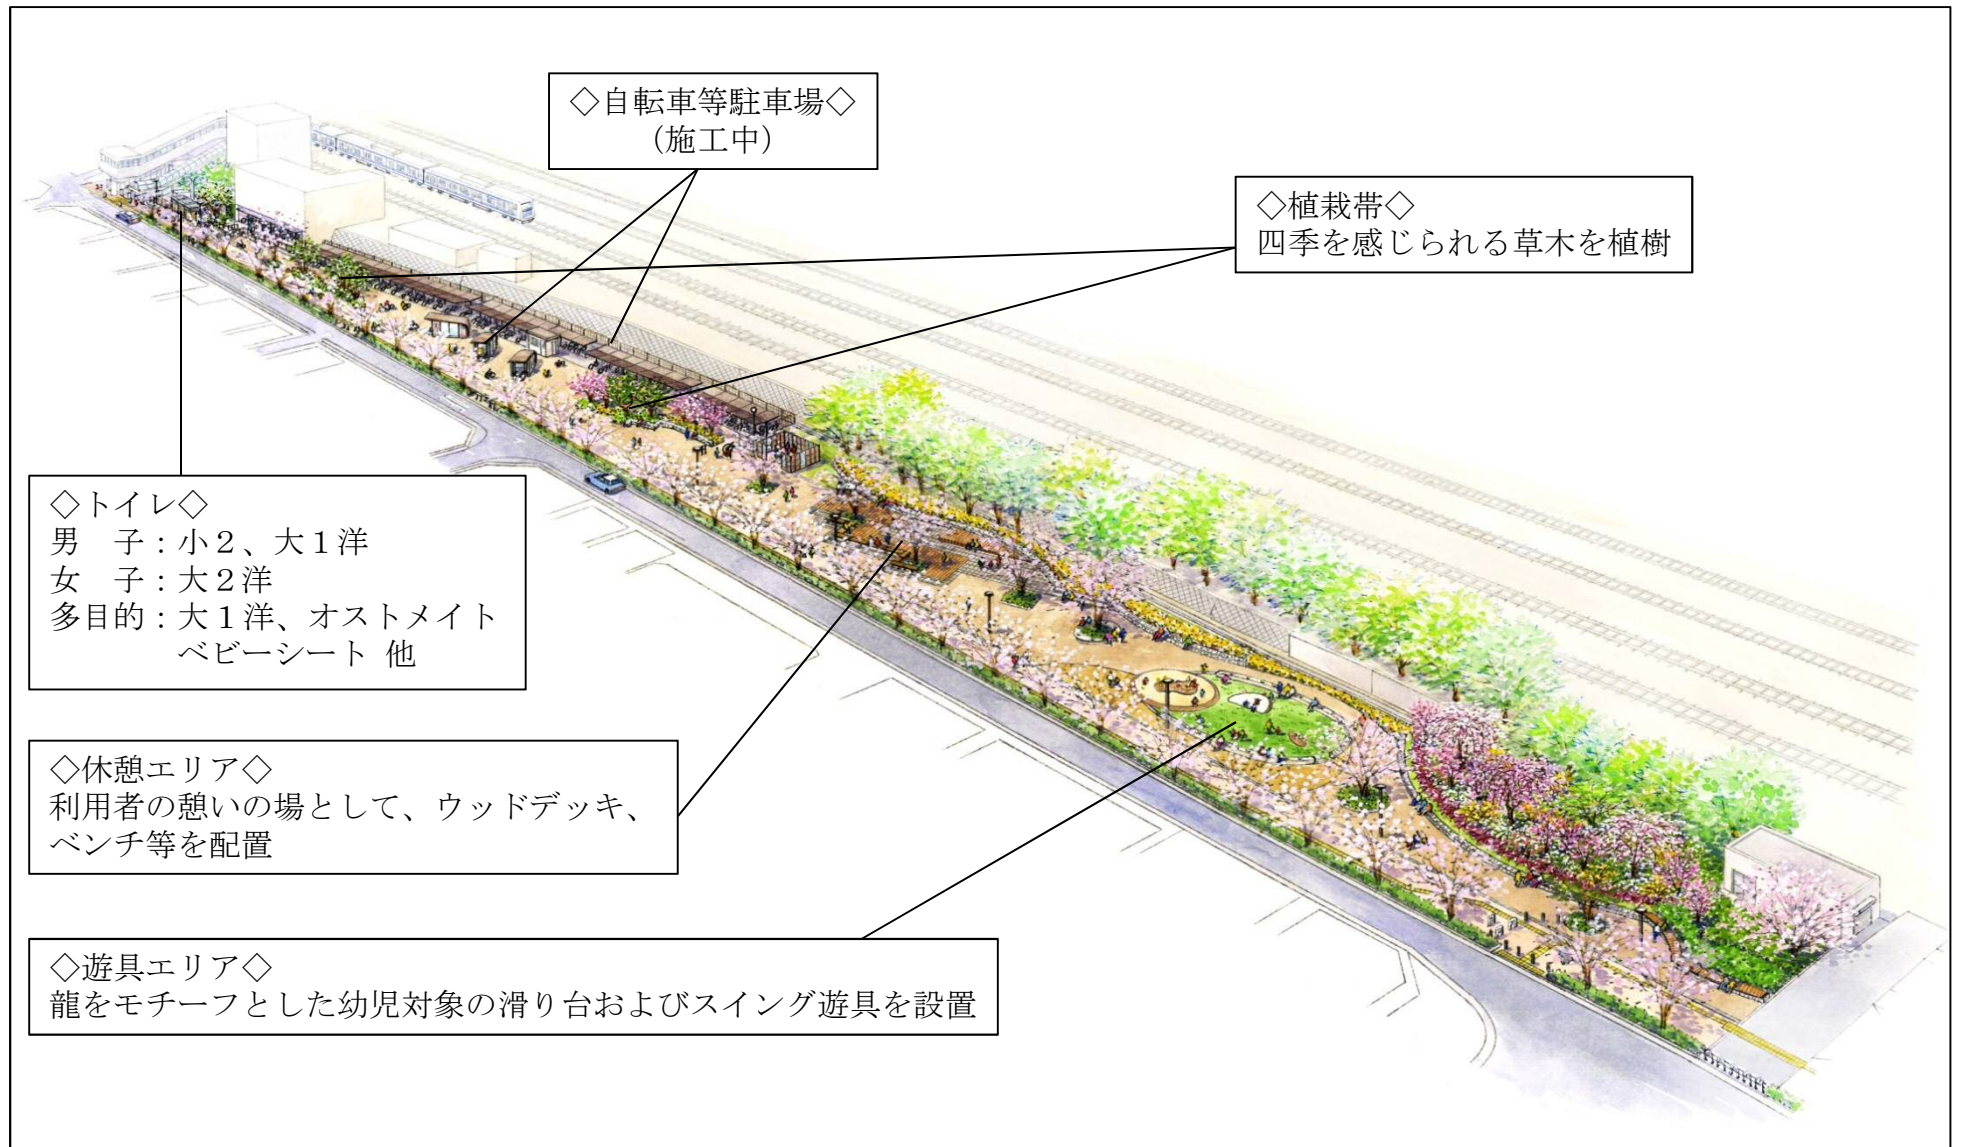 ◇自転車等駐車場◇
(施工中)
◇植栽帯◇
四季を感じられる草木を植樹
◇トイレ◇
男　子：小２、大１洋
女　子：大２洋
多目的：大１洋、オストメイト
ベビーシート 他
◇休憩エリア◇
利用者の憩いの場として、ウッドデッキ、
ベンチ等を配置
◇遊具エリア◇
龍をモチーフとした幼児対象の滑り台およびスイング遊具を設置